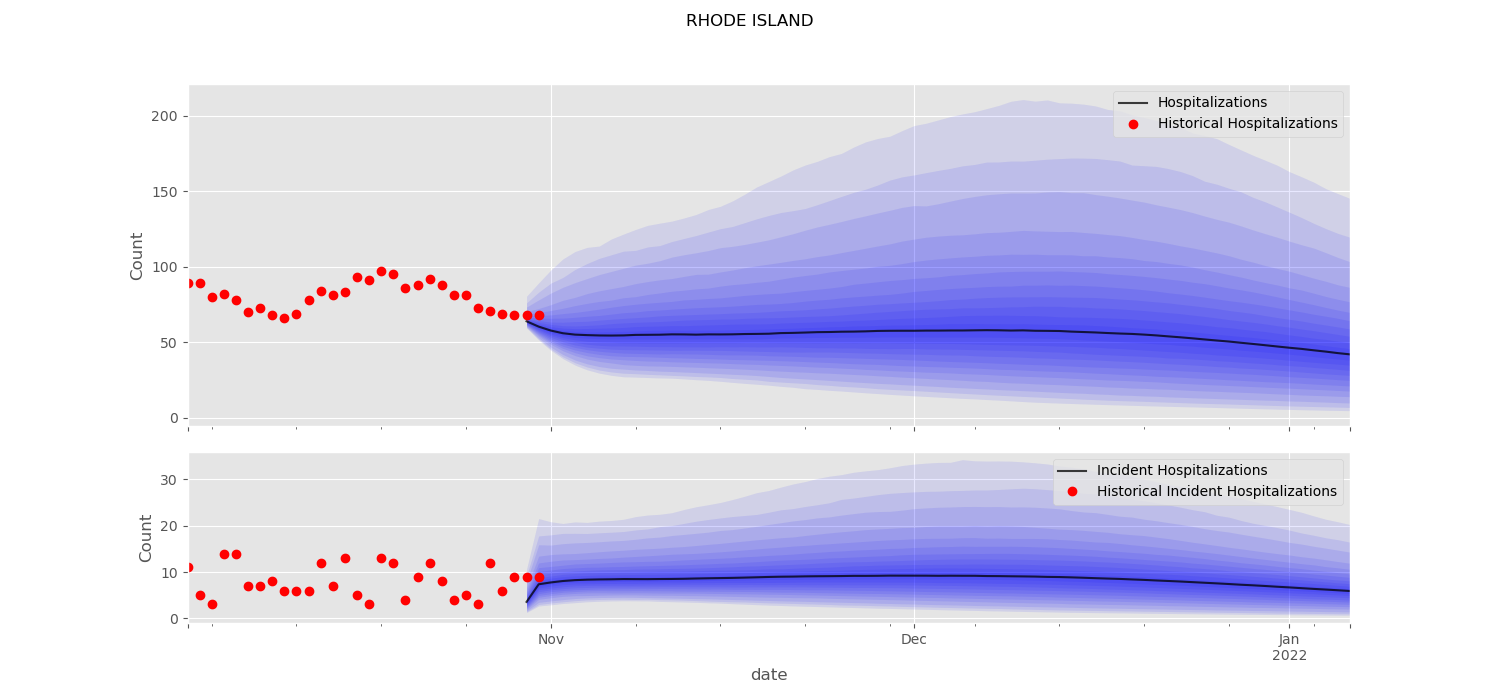 RHODE ISLAND
200
150
100
50
0
Count
Hospitalizations
Historical Hospitalizations
30
20
10
0
Count
Incident Hospitalizations
Historical Incident Hospitalizations
Nov
Dec
Jan
2022
date